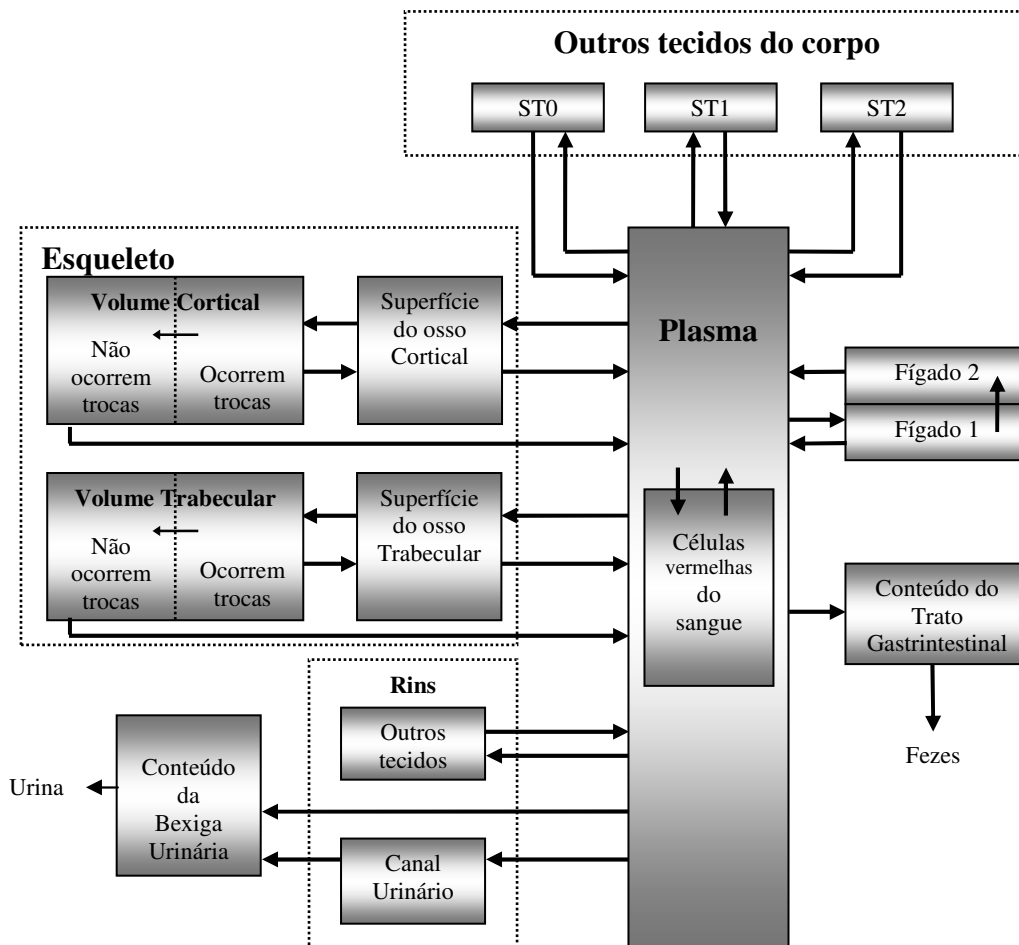 Outros tecidos do corpo
ST0
ST1
ST2
Esqueleto
Volume Cortical
Não
ocorrem
trocas
Ocorrem
trocas
Superfície
do osso
Cortical
Plasma
Fígado 2
Fígado 1
Volume Trabecular
Não
ocorrem
trocas
Ocorrem
trocas
Superfície
do osso
Trabecular
Células
vermelhas
do
sangue
Conteúdo do
Trato
Gastrintestinal
Fezes
Rins
Outros
tecidos
Urina
Conteúdo
da
Bexiga
Urinária
Canal
Urinário